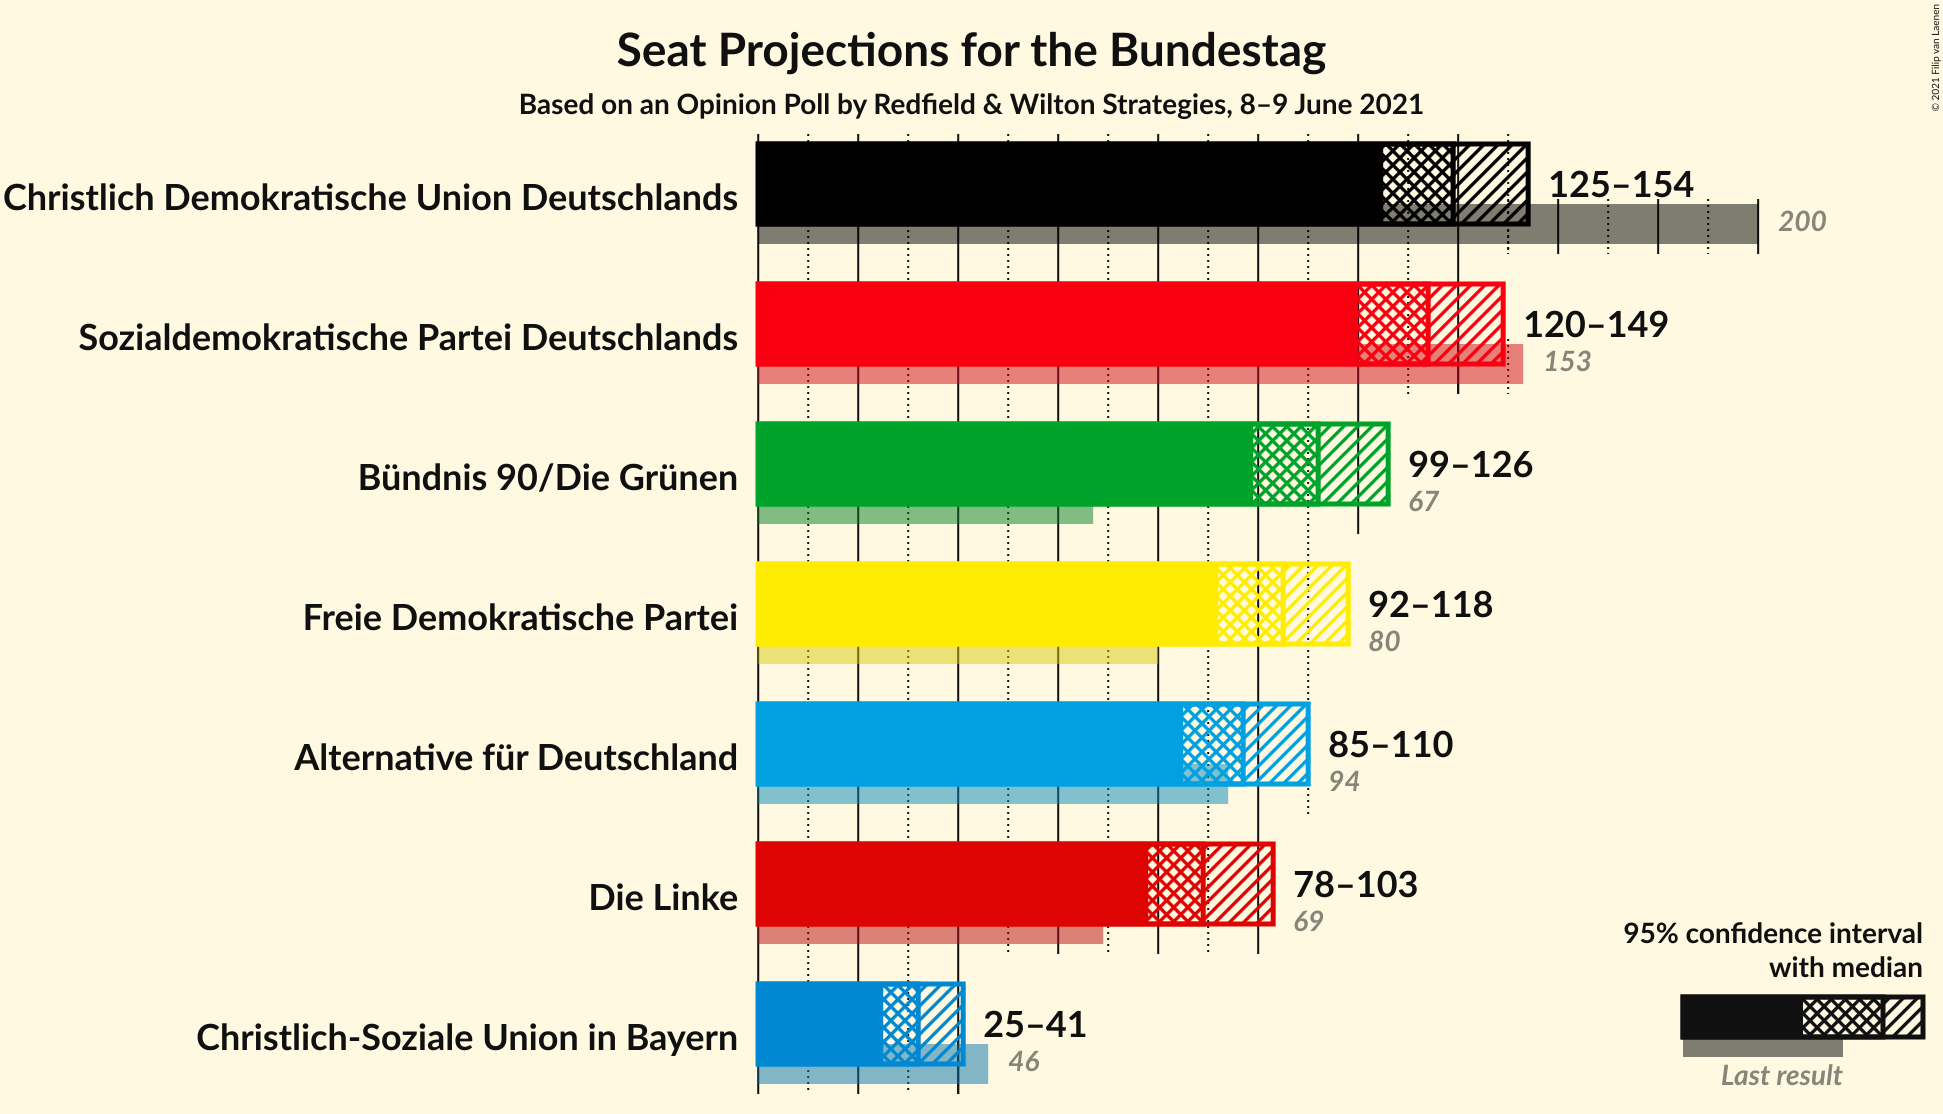 Seat Projections for the Bundestag
Based on an Opinion Poll by Redfield & Wilton Strategies, 8–9 June 2021
© 2021 Filip van Laenen
Christlich Demokratische Union Deutschlands
125–154
200
Sozialdemokratische Partei Deutschlands
120–149
153
Bündnis 90/Die Grünen
99–126
67
Freie Demokratische Partei
92–118
80
Alternative für Deutschland
85–110
94
Die Linke
78–103
69
Christlich-Soziale Union in Bayern
25–41
46
95% confidence interval
with median
Last result